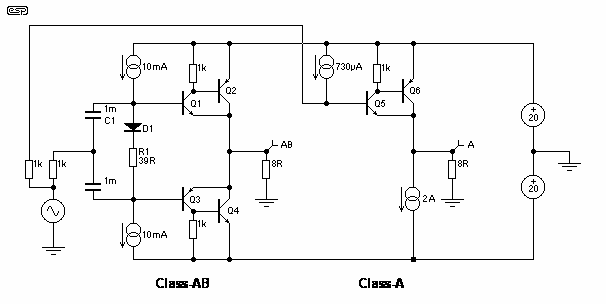 esp
10mA
1k
Q2
730µA
1k
Q6
1m
C1
Q1
Q5
+
20
D1
1k
1k
R1
39R
AB
A
8R
8R
1m
Q3
Q4
2A
+
20
10mA
1k
Class-AB
Class-A